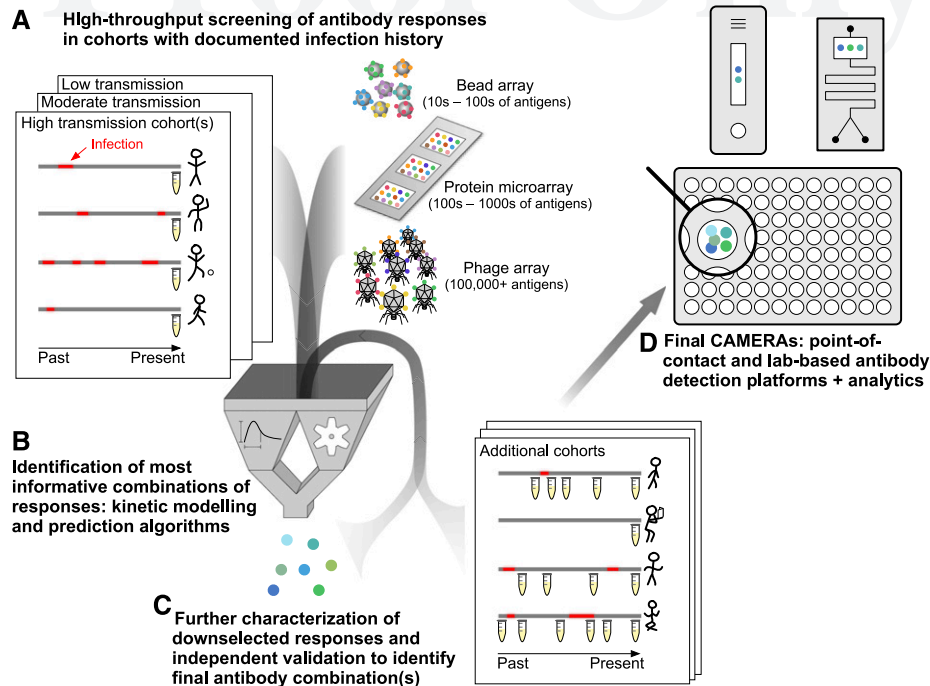 Proof Only
A
HIgh-throughput screening of antibody responses
in cohorts with documented infection history
Low transmission
Moderate transmission
High transmission cohort(s)
Infection
Past Present
Bead array
(10s – 100s of antigens)
Protein microarray
(100s – 1000s of antigens)
Phage array
(100,000+ antigens)
B
Identification of most
informative combinations of
responses: kinetic modelling
and prediction algorithms
C
Further characterization of
downselected responses and
independent validation to identify
final antibody combination(s)
Additional cohorts
Past Present
D
Final CAMERAs: point-of-
contact and lab-based antibody
detection platforms + analytics